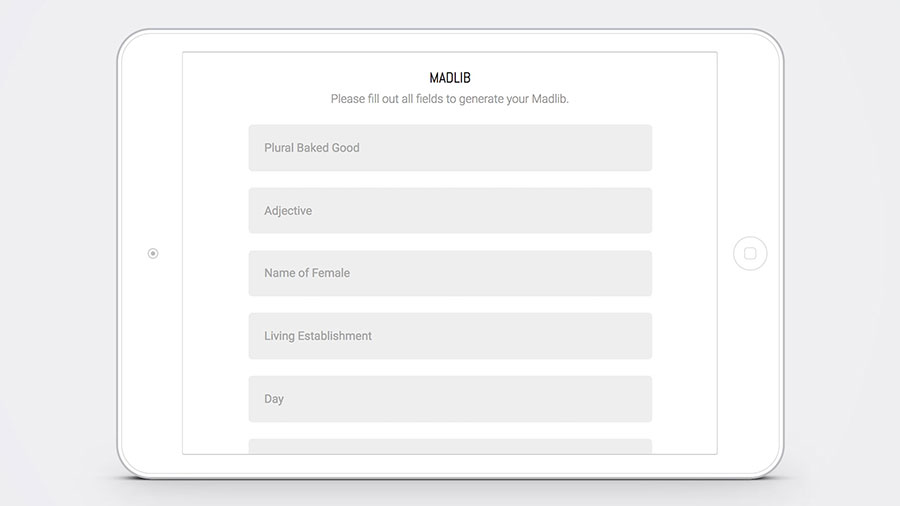 MADLIB
Please fill out all fields to generate your Madlib.
Plural Baked Good
Adjective
Name of Female
Living Establishment
Day